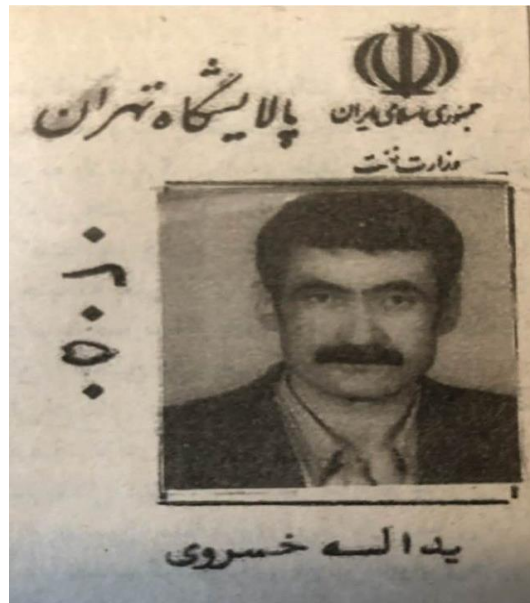 جمهوری اسلامی ایران
وزارت نفت
پالایشگاه تهران
یداله خسروی